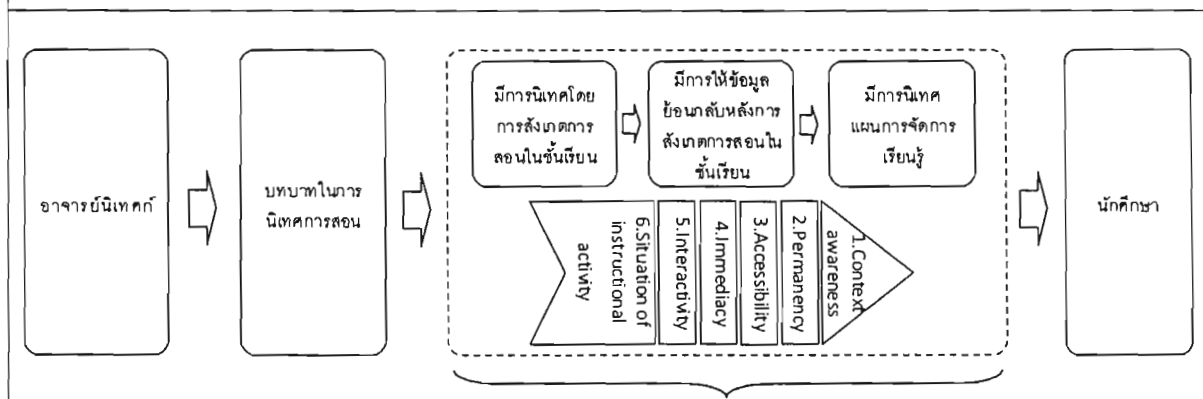 อาจารย์นิเทศก์
บทบาทในการ
นิเทศการสอน
มีการนิเทศโดย
การสังเกตการ
สอนในชั้นเรียน
มีการให้ข้อมูล
ย้อนกลับหลังการ
สังเกตการสอนใน
ชั้นเรียน
มีการนิเทศ
แผนการจัดการ
เรียนรู้
1.Context
awareness
2.Permanency
3.Accessibility
4.Immediacy
5.Interactivity
6.Situation of
instructional
activity
นักศึกษา